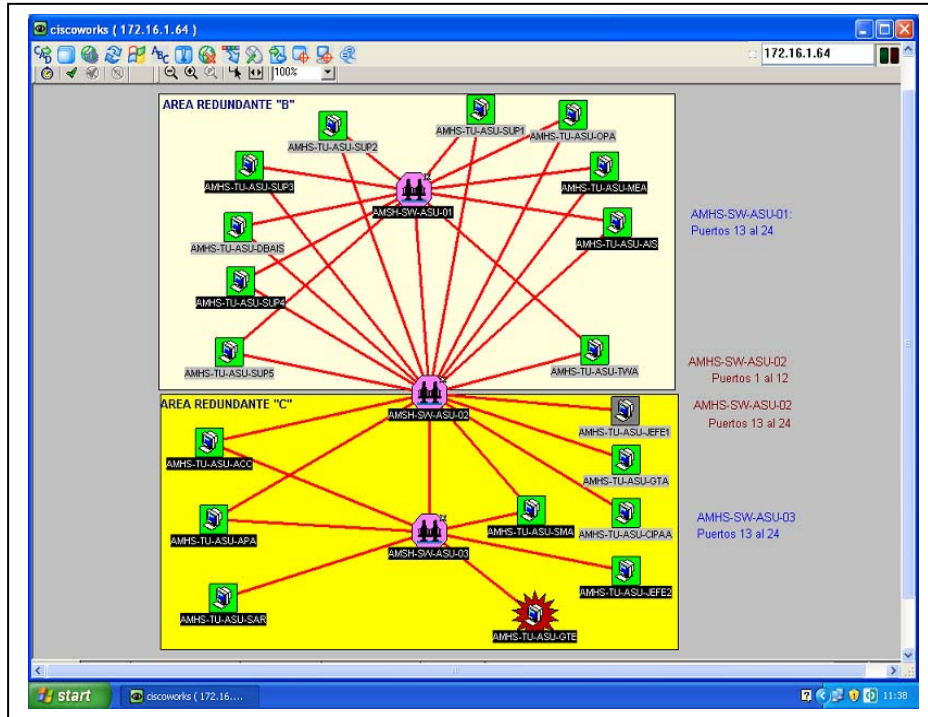 ciscoworks ( 172.16.1.64 )
172.16.1.64
100%
AREA REDUNDANTE "B"
AMHS-TU-ASU-SUP1
AMHS-TU-ASU-OPA
AMHS-TU-ASU-SUP2
AMHS-TU-ASU-SUP3
AMHS-TU-ASU-MEA
AMSH-SW-ASU-01
AMHS-SW-ASU-01:
Puertos 13 al 24
AMHS-TU-ASU-DBAIS
AMHS-TU-ASU-AIS
AMHS-TU-ASU-SUP4
AMHS-TU-ASU-SUP5
AMHS-TU-ASU-TWA
AMHS-SW-ASU-02
Puertos 1 al 12
AREA REDUNDANTE "C"
AMSH-SW-ASU-02
AMHS-SW-ASU-02
Puertos 13 al 24
AMHS-TU-ASU-JEFE1
AMHS-TU-ASU-ACC
AMHS-TU-ASU-GTA
AMHS-TU-ASU-APA
AMHS-TU-ASU-SMA
AMHS-TU-ASU-CIPAA
AMHS-SW-ASU-03
Puertos 13 al 24
AMSH-SW-ASU-03
AMHS-TU-ASU-JEFE2
AMHS-TU-ASU-SAR
AMHS-TU-ASU-GTE
start
ciscoworks ( 172.16....
11:38